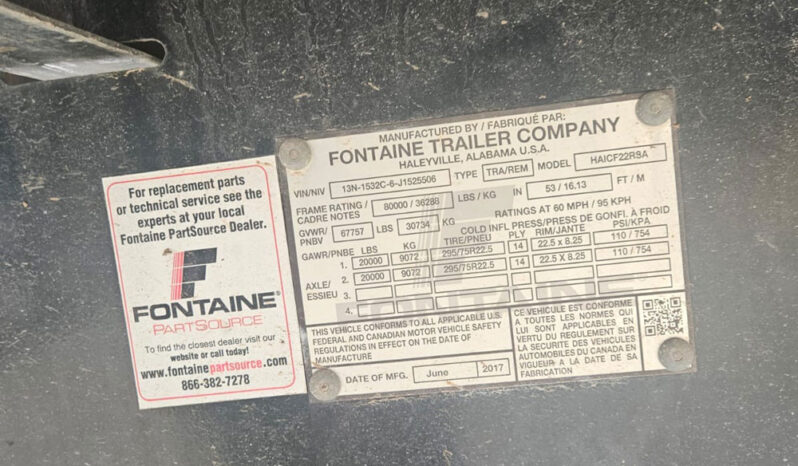 For replacement parts
or technical service see the
experts at your local
Fontaine PartSource Dealer.
FONTAINE®
PARTSOURCE
To find the closest dealer visit our
website or call today!
www.fontainepartsource.com
866-382-7278
MANUFACTURED BY / FABRIQUÉ PAR:
FONTAINE TRAILER COMPANY
HALEYVILLE, ALABAMA U.S.A.
VIN/NIV 13N-1532C-6-J1525506 TYPE TRA/REM MODEL HAICF22RSA
FRAME RATING / CADRE NOTES 80000 / 36288 LBS / KG IN 53 / 16.13 FT / M
GVWR/ PNBV 67757 LBS 30734 KG RATINGS AT 60 MPH / 95 KPH
COLD INFL PRESS/PRESS DE GONFL À FROID
GAWR/PNBE LBS KG TIRE/PNEU PLY RIM/JANTE PSI/KPA
1. 20000 9072 295/75R22.5 14 22.5 X 8.25 110 / 754
AXLE/ ESSIEU 2. 20000 9072 295/75R22.5 14 22.5 X 8.25 110 / 754
3.
4.
FONTAINE
THIS VEHICLE CONFORMS TO ALL APPLICABLE U.S.
FEDERAL AND CANADIAN MOTOR VEHICLE SAFETY
REGULATIONS IN EFFECT ON THE DATE OF
MANUFACTURE
DATE OF MFG. June 2017
CE VEHICULE EST CONFORME
A TOUTES LES NORMES QUI
LUI SONT APPLICABLES EN
VERTU DU REGULEMENT SUR
LA SECURITE DES VEHICULES
AUTOMOBILES DU CANADA EN
VIGUEUR A LA DATE DE SA
FABRICATION